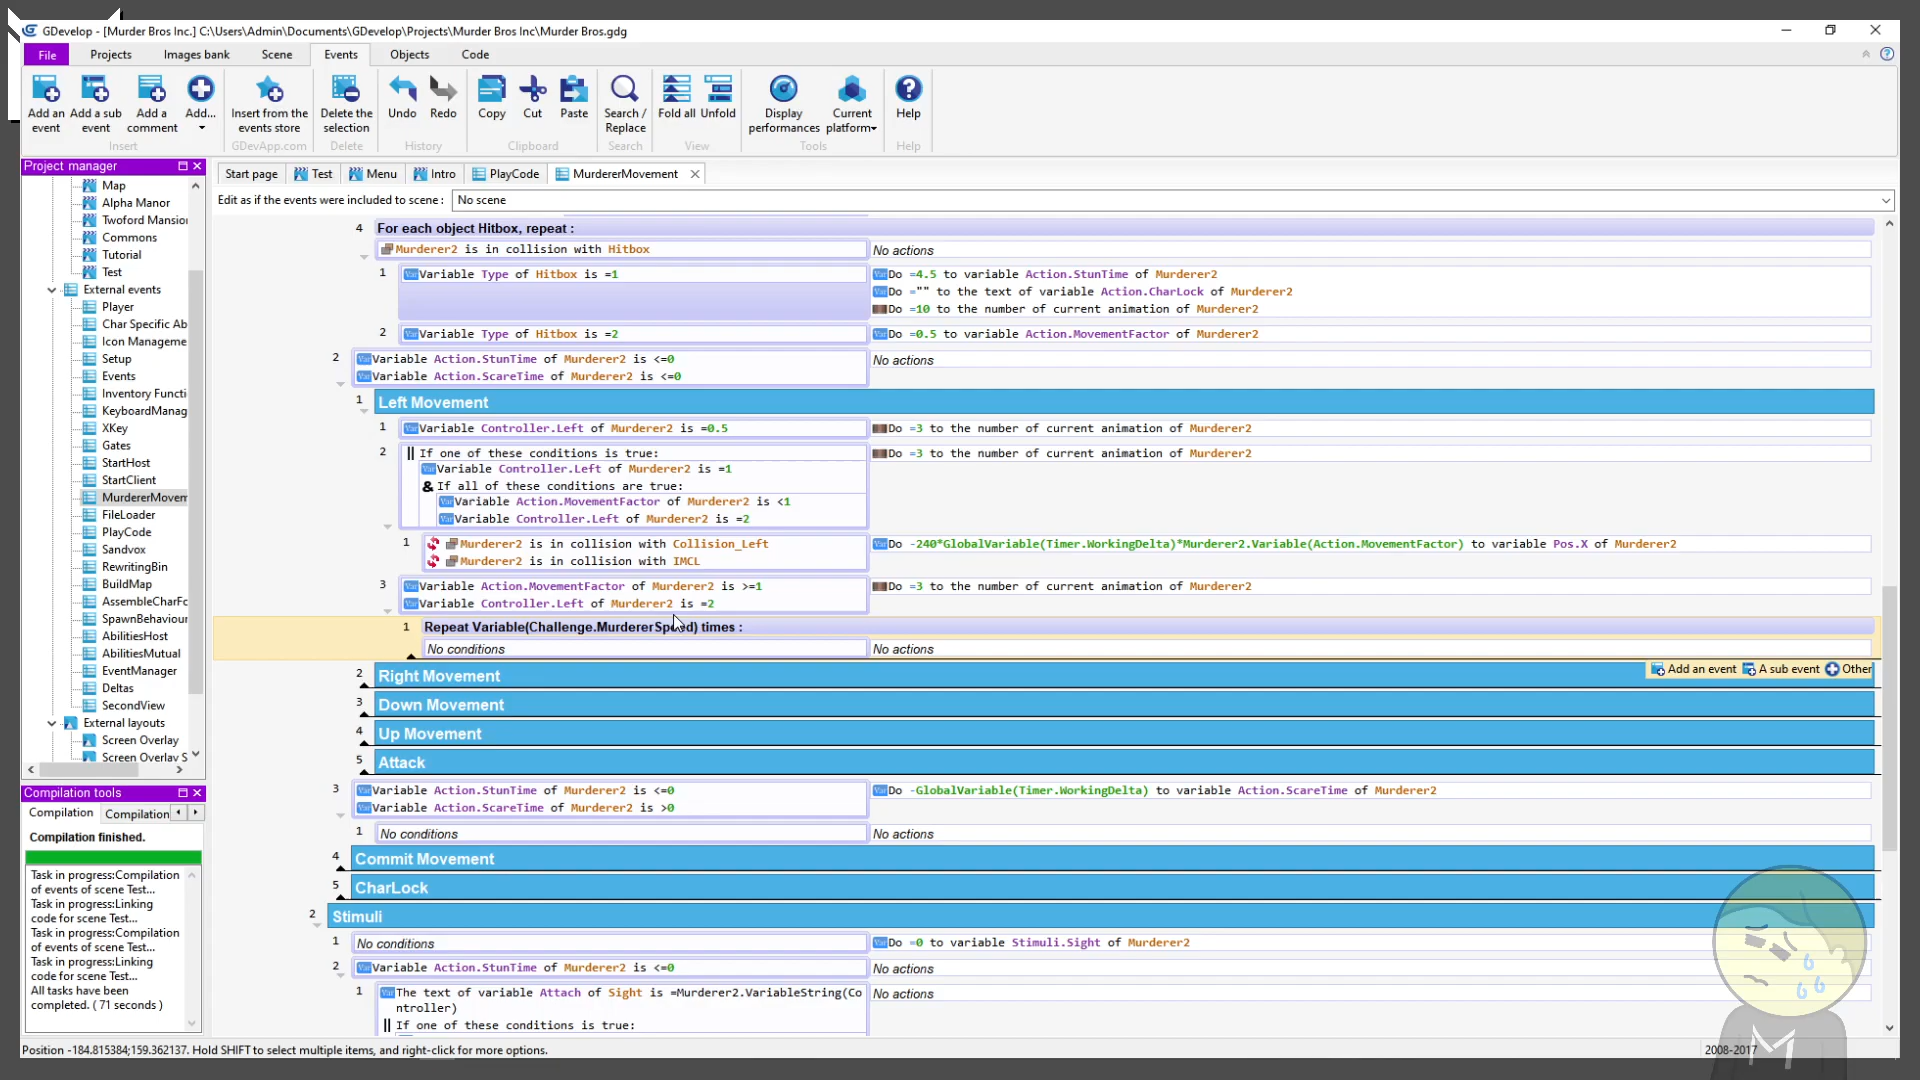 GDevelop - [Murder Bros Inc.] C:\Users\Admin\Documents\GDevelop\Projects\Murder Bros Inc\Murder Bros.gdg
File Projects Images bank Scene Events Objects Code
Add an event
Add a sub event
Add a comment
Add...
Insert from the events store
Delete the selection
Undo
Redo
Copy
Cut
Paste
Search / Replace
Fold all
Unfold
Display performances
Current platform
Help
Insert
GDevApp.com
Delete
History
Clipboard
Search
View
Tools
Help
Project manager
Map
Alpha Manor
Twoford Mansion
Commons
Tutorial
Test
External events
Player
Char Specific Ab
Icon Manageme
Setup
Events
Inventory Functi
KeyboardManag
XKey
Gates
StartHost
StartClient
MurdererMovem
FileLoader
PlayCode
Sandvox
RewritingBin
BuildMap
AssembleCharFo
SpawnBehaviour
AbilitiesHost
AbilitiesMutual
EventManager
Deltas
SecondView
External layouts
Screen Overlay
Screen Overlay S
Compilation tools
Compilation Compilation
Compilation finished.
Task in progress:Compilation
of events of scene Test...
Task in progress:Linking
code for scene Test...
Task in progress:Compilation
of events of scene Test...
Task in progress:Linking
code for scene Test...
All tasks have been
completed. ( 71 seconds )
Start page Test Menu Intro PlayCode MurdererMovement
Edit as if the events were included to scene : No scene
4 For each object Hitbox, repeat :
Murderer2 is in collision with Hitbox No actions
1 Variable Type of Hitbox is =1 Do =4.5 to variable Action.StunTime of Murderer2
Do ="" to the text of variable Action.CharLock of Murderer2
Do =10 to the number of current animation of Murderer2
2 Variable Type of Hitbox is =2 Do =0.5 to variable Action.MovementFactor of Murderer2
2 Variable Action.StunTime of Murderer2 is <=0 No actions
Variable Action.ScareTime of Murderer2 is <=0
1 Left Movement
1 Variable Controller.Left of Murderer2 is =0.5 Do =3 to the number of current animation of Murderer2
2 || If one of these conditions is true: Do =3 to the number of current animation of Murderer2
Variable Controller.Left of Murderer2 is =1
& If all of these conditions are true:
Variable Action.MovementFactor of Murderer2 is <1
Variable Controller.Left of Murderer2 is =2
1 Murderer2 is in collision with Collision_Left Do -240*GlobalVariable(Timer.WorkingDelta)*Murderer2.Variable(Action.MovementFactor) to variable Pos.X of Murderer2
Murderer2 is in collision with IMCL
3 Variable Action.MovementFactor of Murderer2 is >=1 Do =3 to the number of current animation of Murderer2
Variable Controller.Left of Murderer2 is =2
1 Repeat Variable(Challenge.MurdererSpeed) times :
No conditions No actions
Add an event A sub event Other
2 Right Movement
3 Down Movement
4 Up Movement
5 Attack
3 Variable Action.StunTime of Murderer2 is <=0 Do -GlobalVariable(Timer.WorkingDelta) to variable Action.ScareTime of Murderer2
Variable Action.ScareTime of Murderer2 is >0
1 No conditions No actions
4 Commit Movement
5 CharLock
2 Stimuli
1 No conditions Do =0 to variable Stimuli.Sight of Murderer2
2 Variable Action.StunTime of Murderer2 is <=0 No actions
1 The text of variable Attach of Sight is =Murderer2.VariableString(Co No actions
ntroller)
|| If one of these conditions is true:
Position -184.815384;159.362137. Hold SHIFT to select multiple items, and right-click for more options. 2008-2017